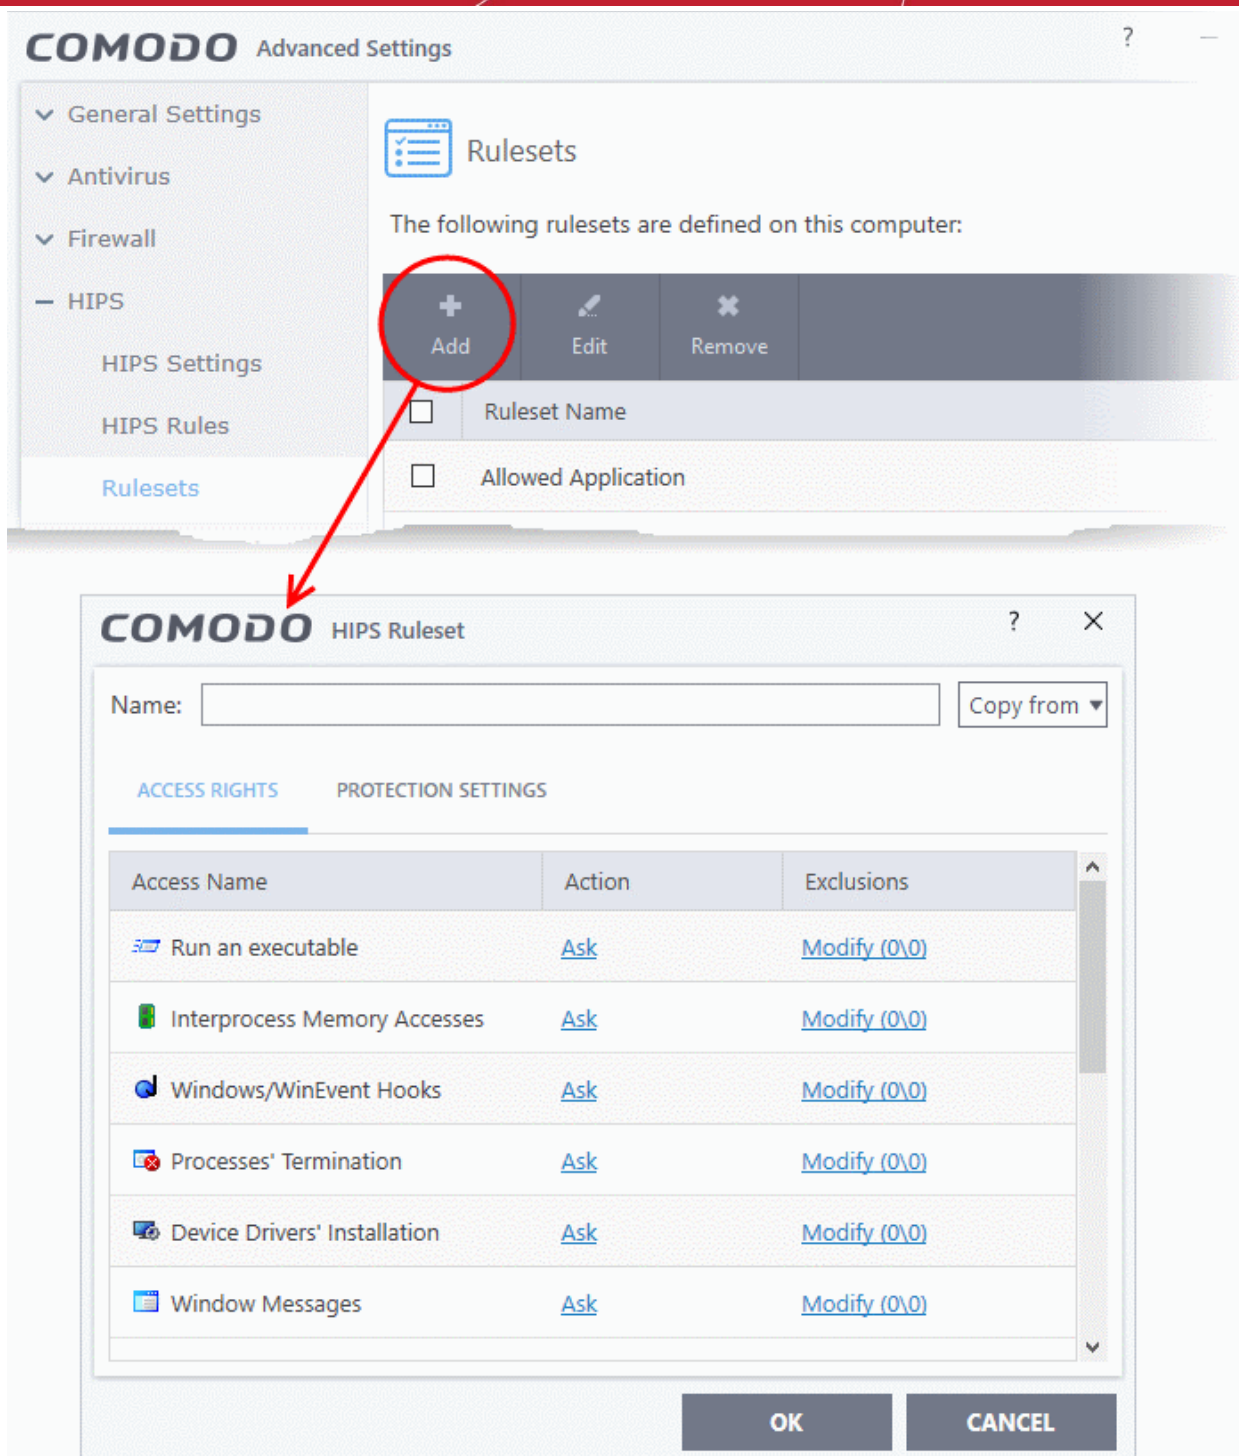 COMODO Advanced Settings ?
General Settings
Antivirus
Firewall
HIPS
HIPS Settings
HIPS Rules
Rulesets
Rulesets
The following rulesets are defined on this computer:
Add Edit Remove
Ruleset Name
Allowed Application
COMODO HIPS Ruleset ?
Name: Copy from
ACCESS RIGHTS PROTECTION SETTINGS
Access Name Action Exclusions
Run an executable Ask Modify (0\0)
Interprocess Memory Accesses Ask Modify (0\0)
Windows/WinEvent Hooks Ask Modify (0\0)
Processes' Termination Ask Modify (0\0)
Device Drivers' Installation Ask Modify (0\0)
Window Messages Ask Modify (0\0)
OK CANCEL